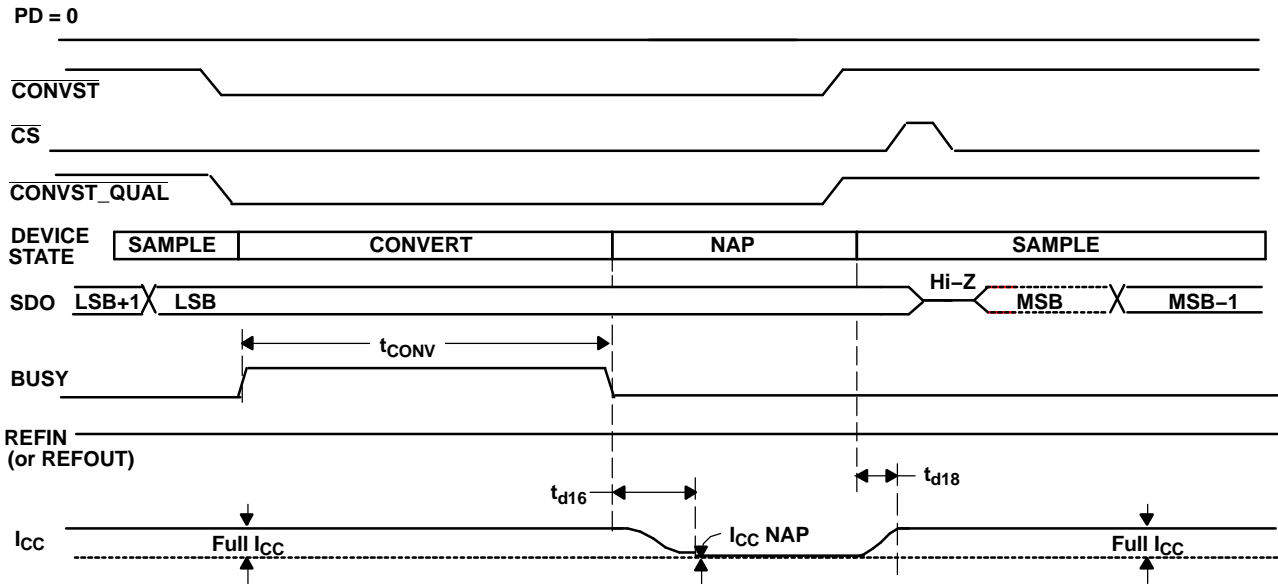 PD = 0
CONVST
CS
CONVST_QUAL
DEVICE STATE
SAMPLE CONVERT NAP SAMPLE
SDO LSB+1 LSB Hi−Z MSB MSB−1
tCONV
BUSY
REFIN
(or REFOUT)
td16 td18
ICC Full ICC ICC NAP Full ICC